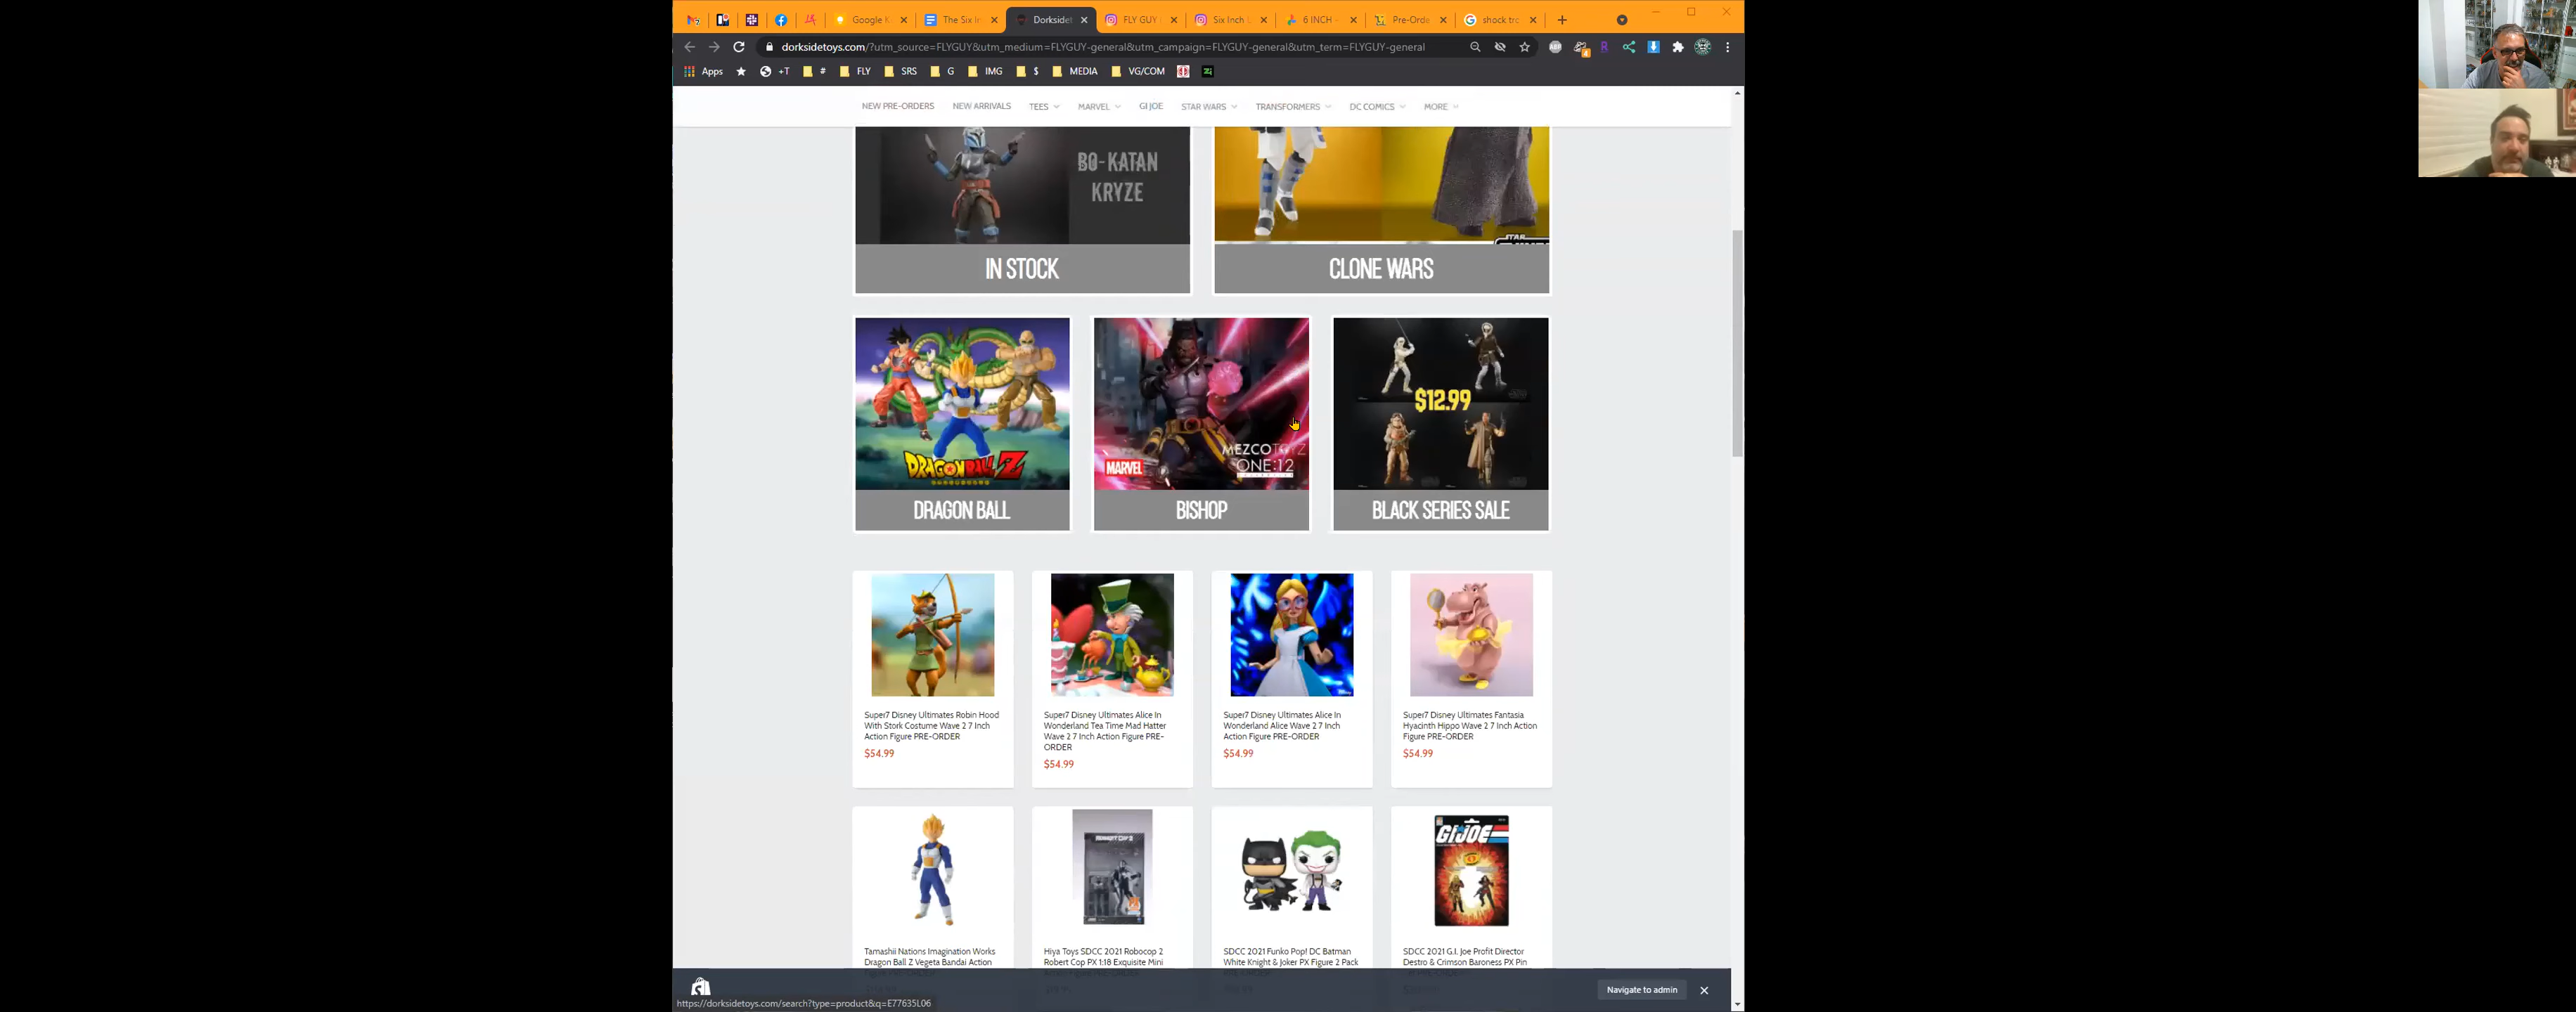 Google K
The Six In
Dorksidet
FLY GUY
Six Inch L
6 INCH -
Pre-Orde
shock tro
dorksidetoys.com/?utm_source=FLYGUY&utm_medium=FLYGUY-general&utm_campaign=FLYGUY-general&utm_term=FLYGUY-general
Apps
+T
#
FLY
SRS
G
IMG
$
MEDIA
VG/COM
NEW PRE-ORDERS
NEW ARRIVALS
TEES
MARVEL
GI JOE
STAR WARS
TRANSFORMERS
DC COMICS
MORE
BO-KATAN
KRYZE
STAR
IN STOCK
CLONE WARS
DRAGON BALL Z
MARVEL
MEZCO TOYZ
ONE:12
$12.99
DRAGON BALL
BISHOP
BLACK SERIES SALE
Super7 Disney Ultimates Robin Hood
With Stork Costume Wave 2 7 Inch
Action Figure PRE-ORDER
$54.99
Super7 Disney Ultimates Alice In
Wonderland Tea Time Mad Hatter
Wave 2 7 Inch Action Figure PRE-
ORDER
$54.99
Super7 Disney Ultimates Alice In
Wonderland Alice Wave 2 7 Inch
Action Figure PRE-ORDER
$54.99
Super7 Disney Ultimates Fantasia
Hyacinth Hippo Wave 2 7 Inch Action
Figure PRE-ORDER
$54.99
GI JOE
Tamashii Nations Imagination Works
Dragon Ball Z Vegeta Bandai Action
Hiya Toys SDCC 2021 Robocop 2
Robert Cop PX 1:18 Exquisite Mini
SDCC 2021 Funko Pop! DC Batman
White Knight & Joker PX Figure 2 Pack
SDCC 2021 G.I. Joe Profit Director
Destro & Crimson Baroness PX Pin
Navigate to admin
https://dorksidetoys.com/search?type=product&q=E77635L06